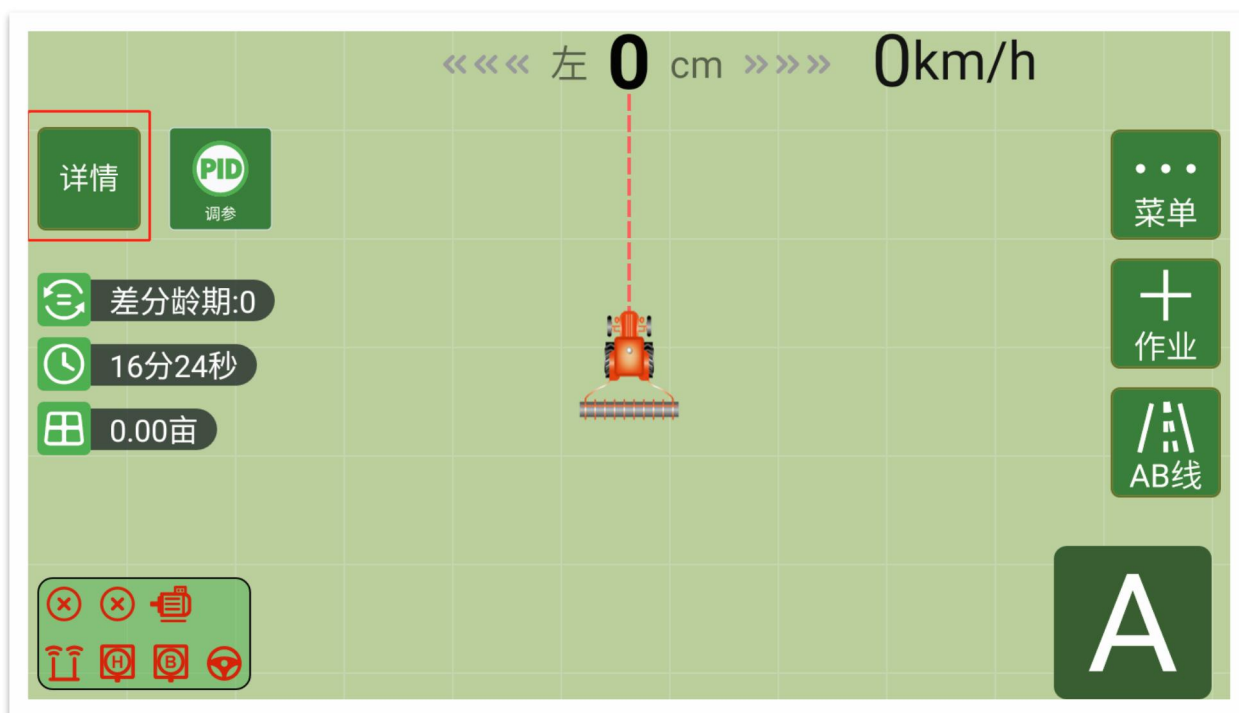 ««« 左 0 cm »»» 0km/h
详情
PID
调参
差分龄期:0
16分24秒
0.00亩
H B
菜单
作业
AB线
A